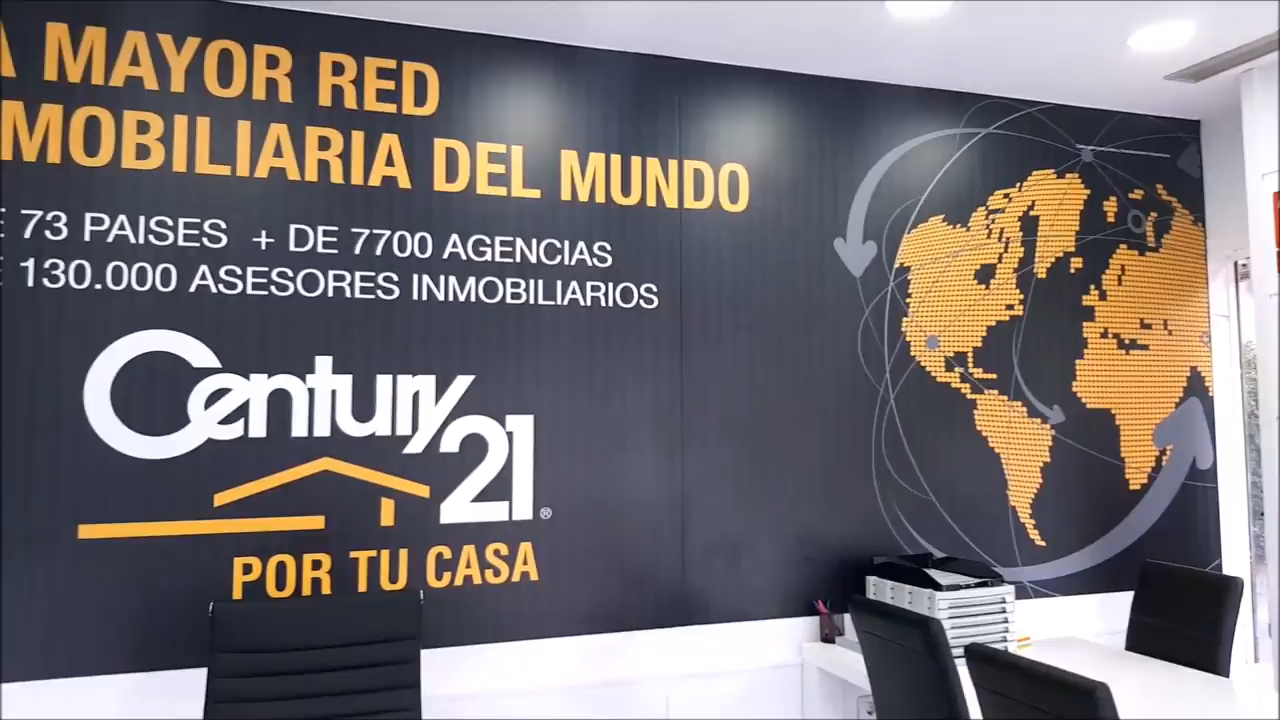 A MAYOR RED
MOBILIARIA DEL MUNDO
73 PAISES + DE 7700 AGENCIAS
130.000 ASESORES INMOBILIARIOS
Century
21®
POR TU CASA